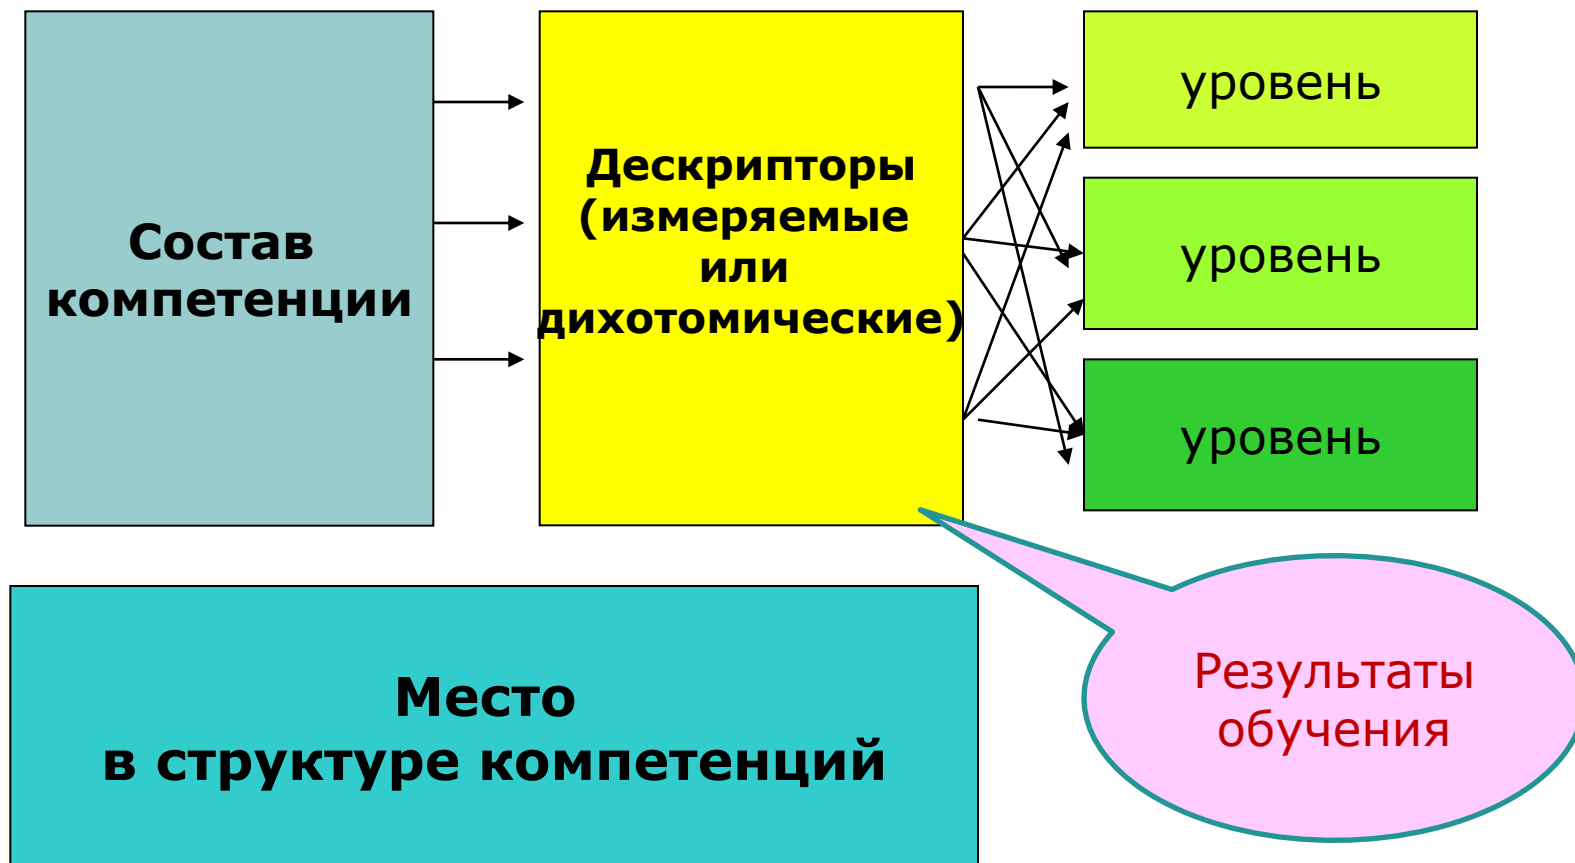 Состав
компетенции
Дескрипторы
(измеряемые
или
дихотомические)
уровень
уровень
уровень
Место
в структуре компетенций
Результаты
обучения